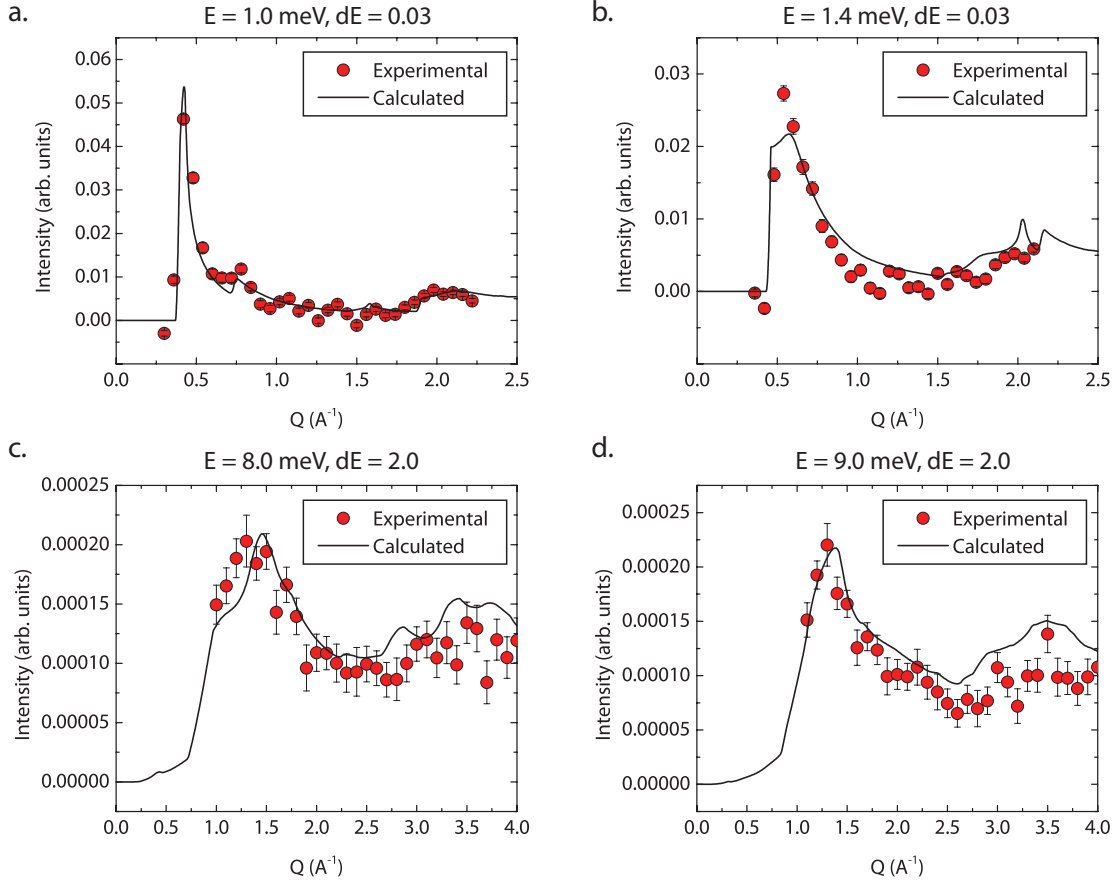 a.
E = 1.0 meV, dE = 0.03
Experimental
Calculated
Intensity (arb. units)
0.06
0.05
0.04
0.03
0.02
0.01
0.00
0.0 0.5 1.0 1.5 2.0 2.5
Q (A⁻¹)
b.
E = 1.4 meV, dE = 0.03
Experimental
Calculated
Intensity (arb. units)
0.03
0.02
0.01
0.00
0.0 0.5 1.0 1.5 2.0 2.5
Q (A⁻¹)
c.
E = 8.0 meV, dE = 2.0
Experimental
Calculated
Intensity (arb. units)
0.00025
0.00020
0.00015
0.00010
0.00005
0.00000
0.0 0.5 1.0 1.5 2.0 2.5 3.0 3.5 4.0
Q (A⁻¹)
d.
E = 9.0 meV, dE = 2.0
Experimental
Calculated
Intensity (arb. units)
0.00025
0.00020
0.00015
0.00010
0.00005
0.00000
0.0 0.5 1.0 1.5 2.0 2.5 3.0 3.5 4.0
Q (A⁻¹)